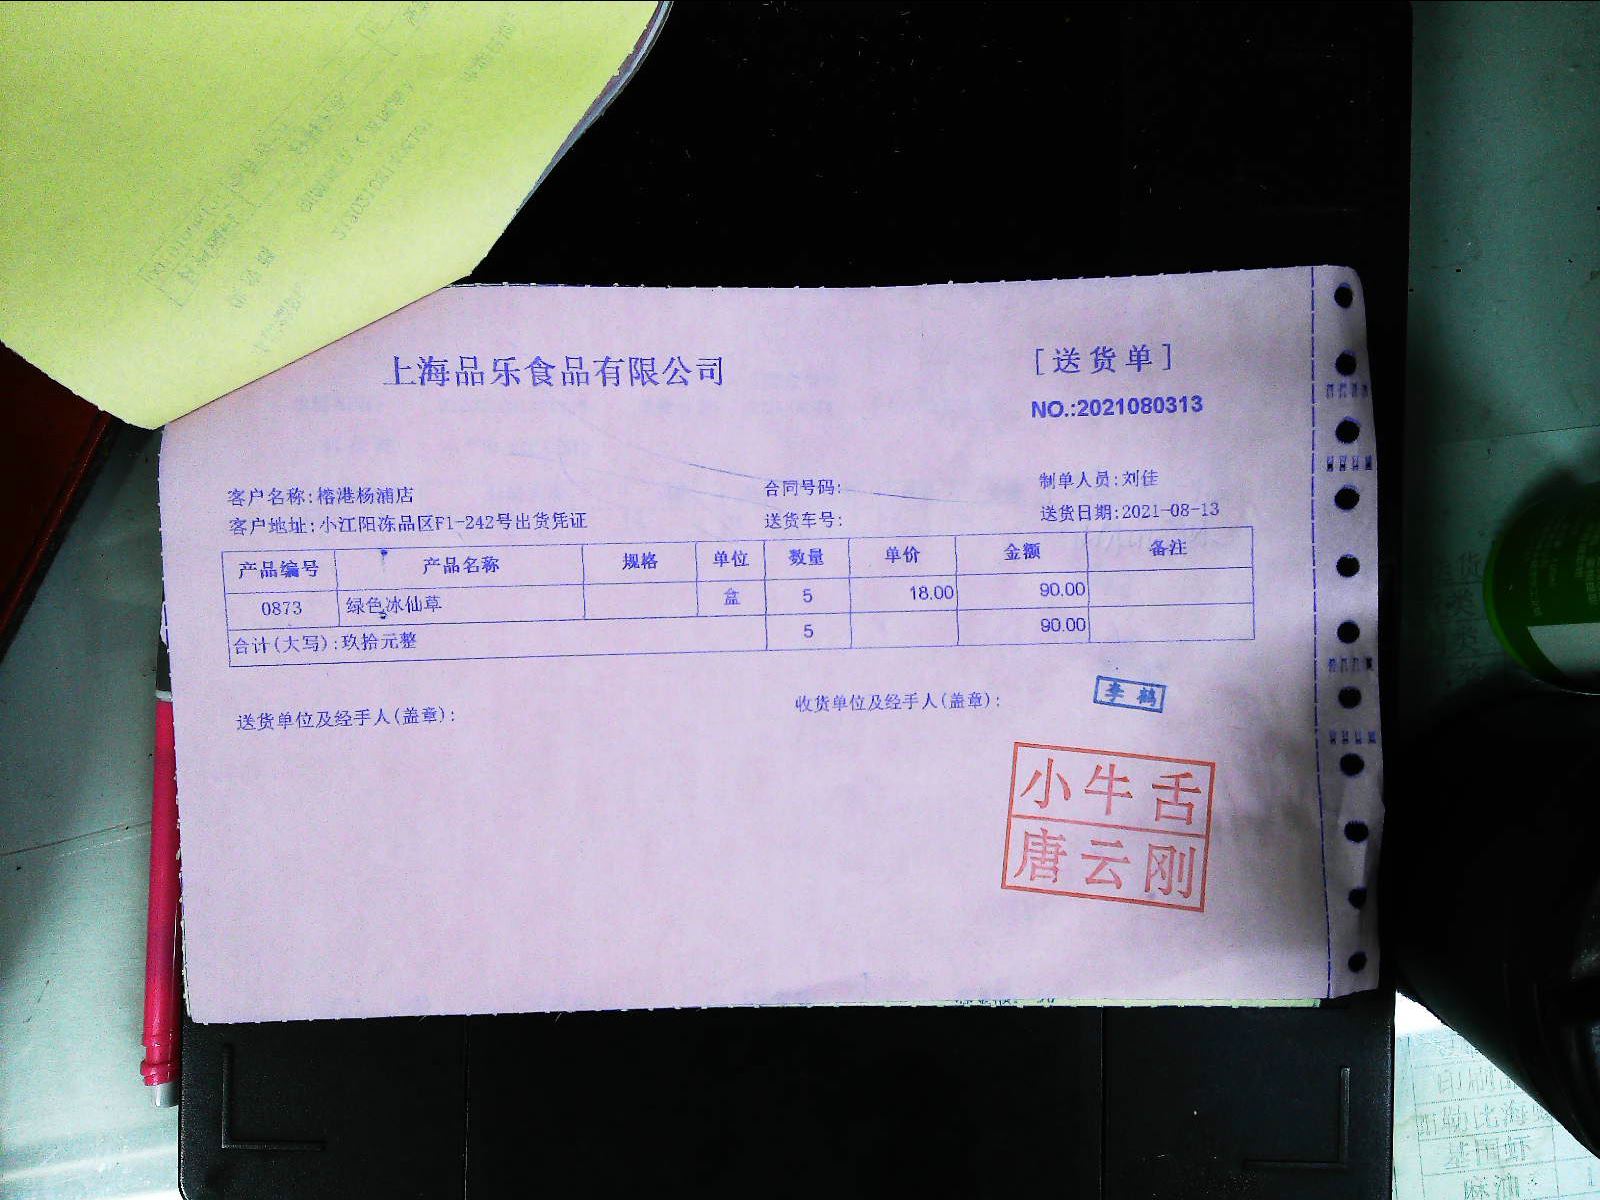 上海品乐食品有限公司
[送货单]
NO.:2021080313
客户名称:榕港杨浦店 合同号码: 制单人员:刘佳
客户地址:小江阳冻品区F1-242号出货凭证 送货车号: 送货日期:2021-08-13
产品编号 产品名称 规格 单位 数量 单价 金额 备注
0873 绿色冰仙草 盒 5 18.00 90.00
合计(大写):玖拾元整 5 90.00
送货单位及经手人(盖章): 收货单位及经手人(盖章): 李鹤
小牛舌
唐云刚